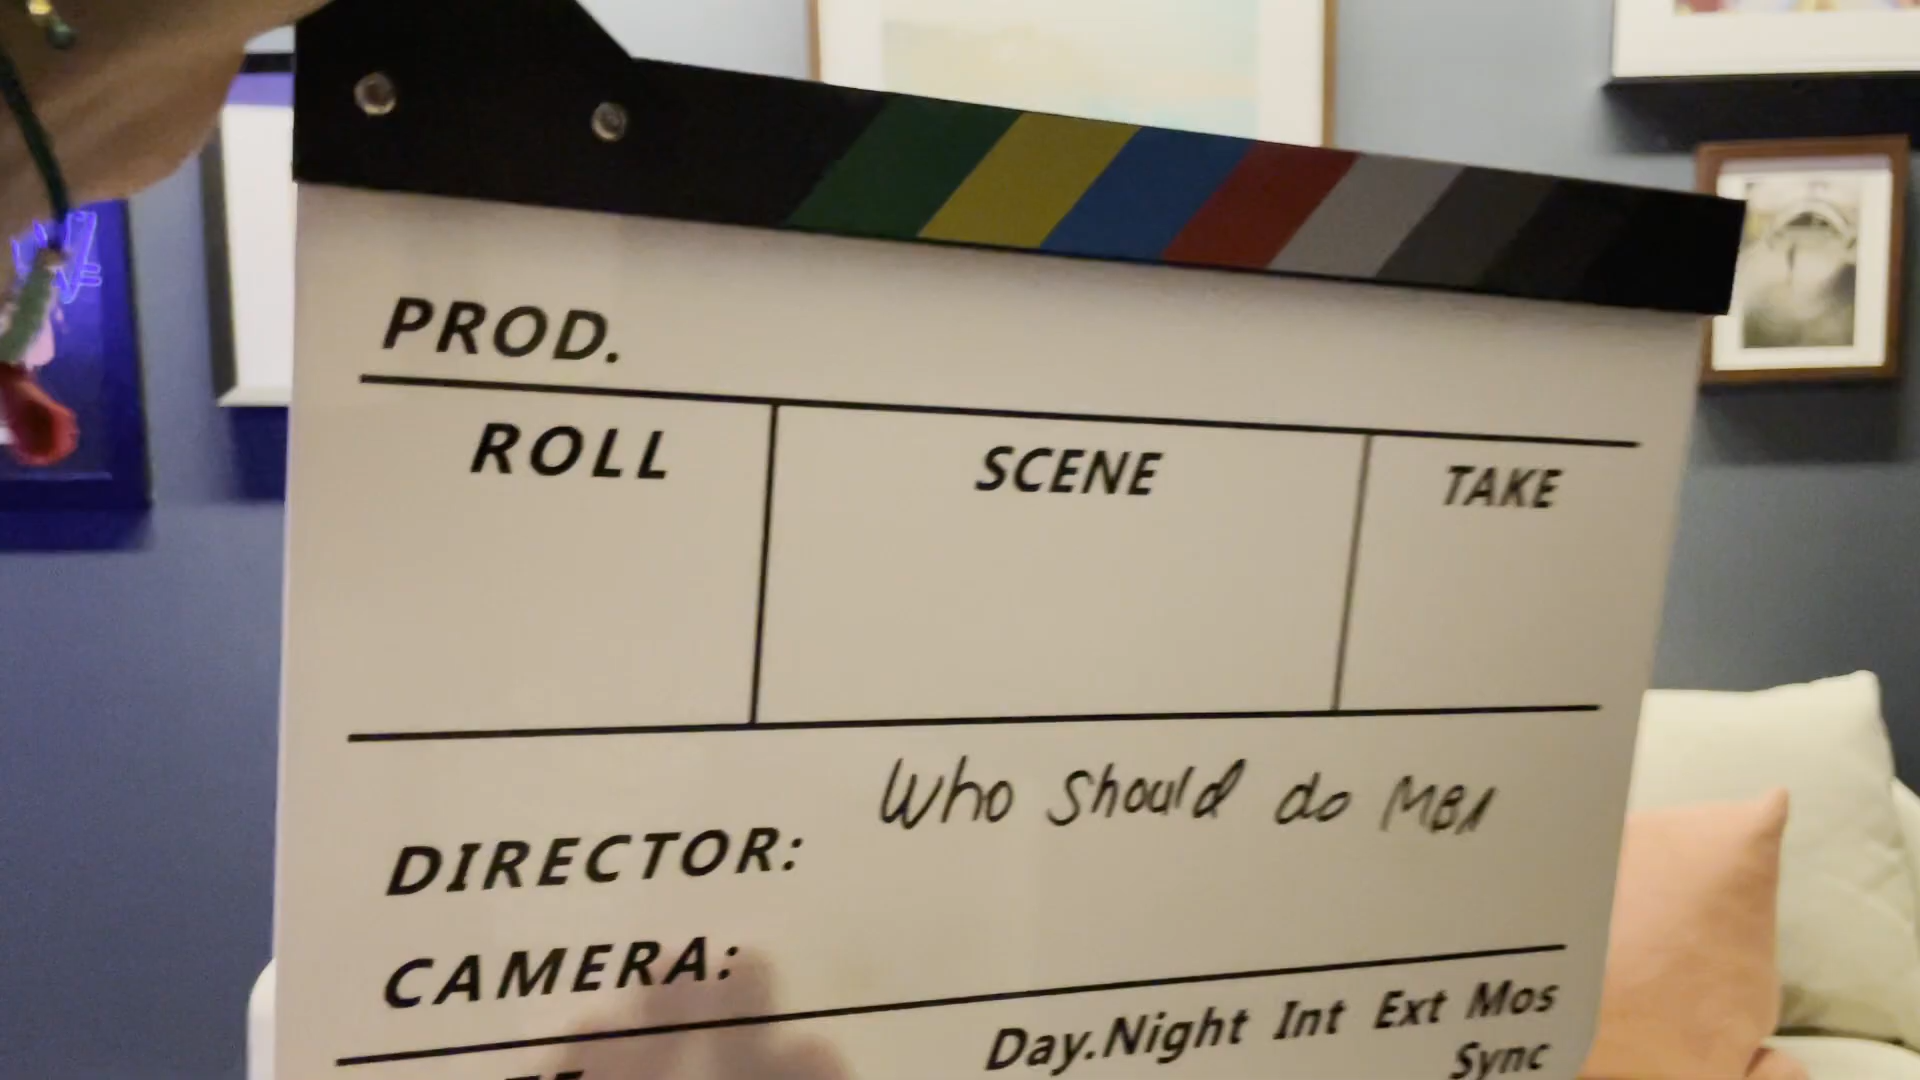 PROD.
ROLL SCENE TAKE
Who Should do MBA
DIRECTOR:
CAMERA:
Day.Night Int Ext Mos
Sync